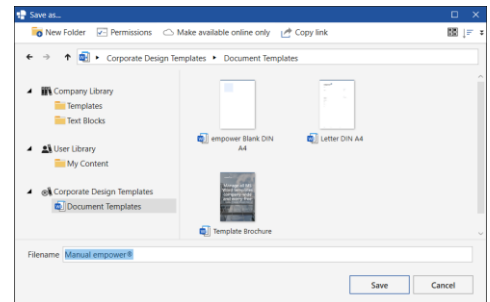 Save as...
New Folder Permissions Make available online only Copy link
Corporate Design Templates Document Templates
Company Library
Templates
Text Blocks
User Library
My Content
Corporate Design Templates
Document Templates
empower Blank DIN
A4
Letter DIN A4
Template Brochure
Filename Manual empower®
Save Cancel